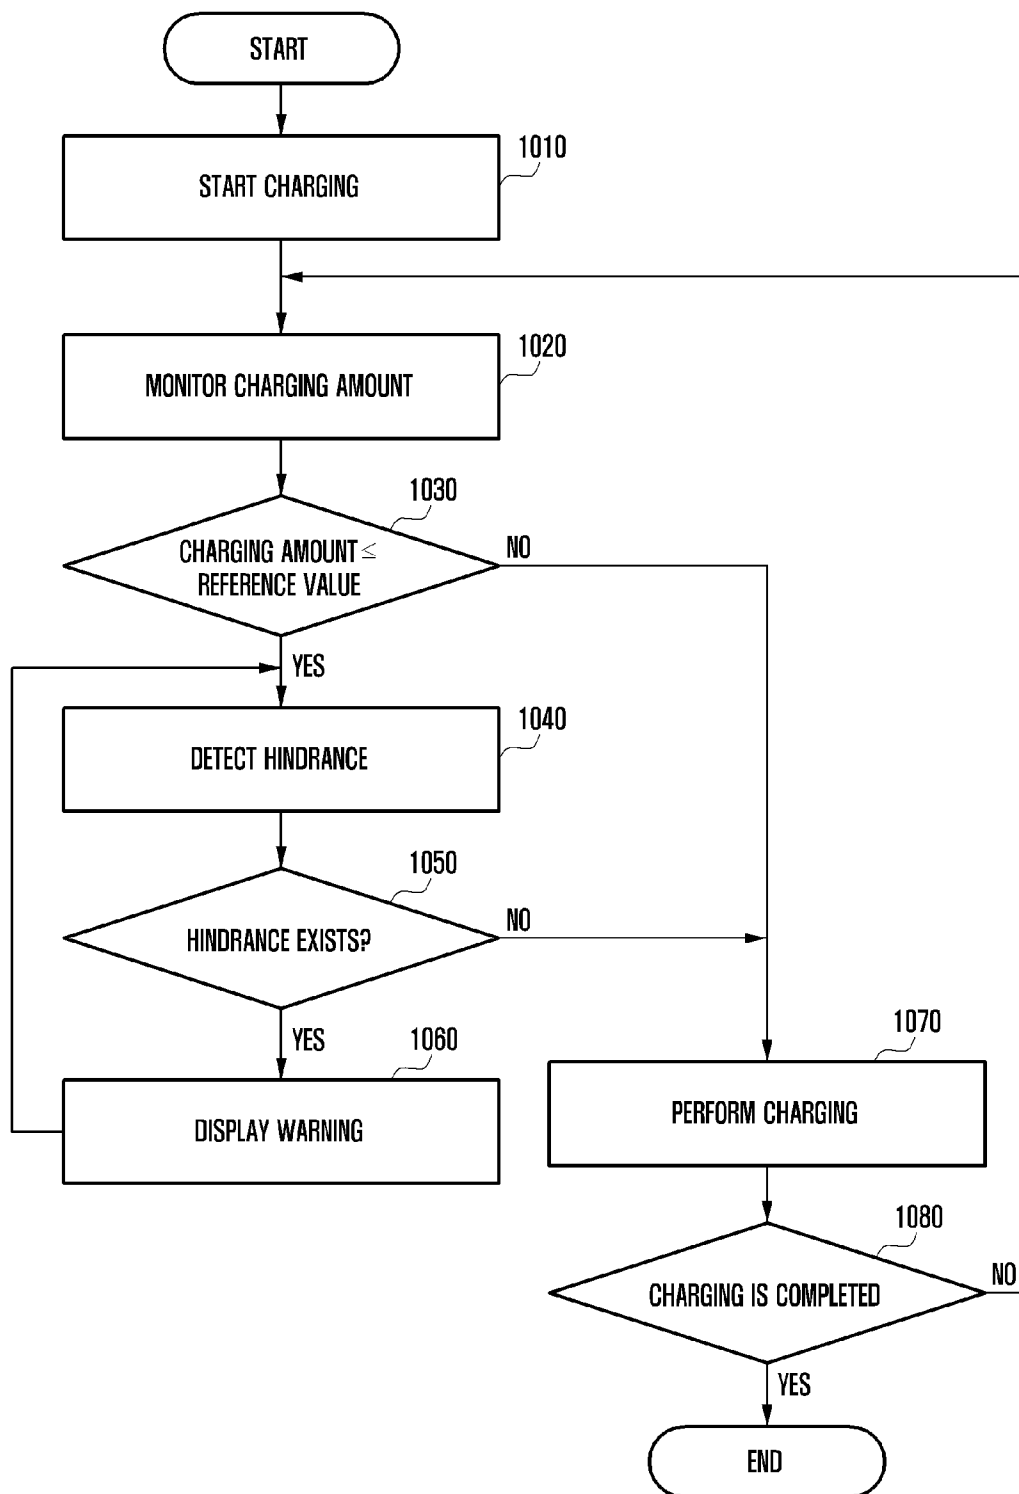 START
1010
START CHARGING
1020
MONITOR CHARGING AMOUNT
1030
CHARGING AMOUNT ≤
REFERENCE VALUE
NO
YES
1040
DETECT HINDRANCE
1050
HINDRANCE EXISTS?
NO
YES
1060
DISPLAY WARNING
1070
PERFORM CHARGING
1080
CHARGING IS COMPLETED
NO
YES
END